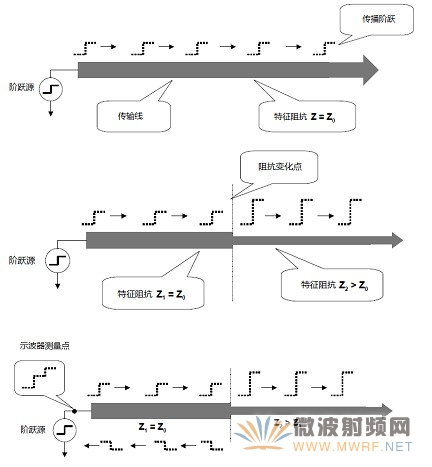 传播阶跃
阶跃源
传输线
特征阻抗 Z = Z0
阻抗变化点
阶跃源
特征阻抗 Z1 = Z0
特征阻抗 Z2 > Z0
示波器测量点
阶跃源
Z1 = Z0
微波射频网
WWW.MWRF.NET